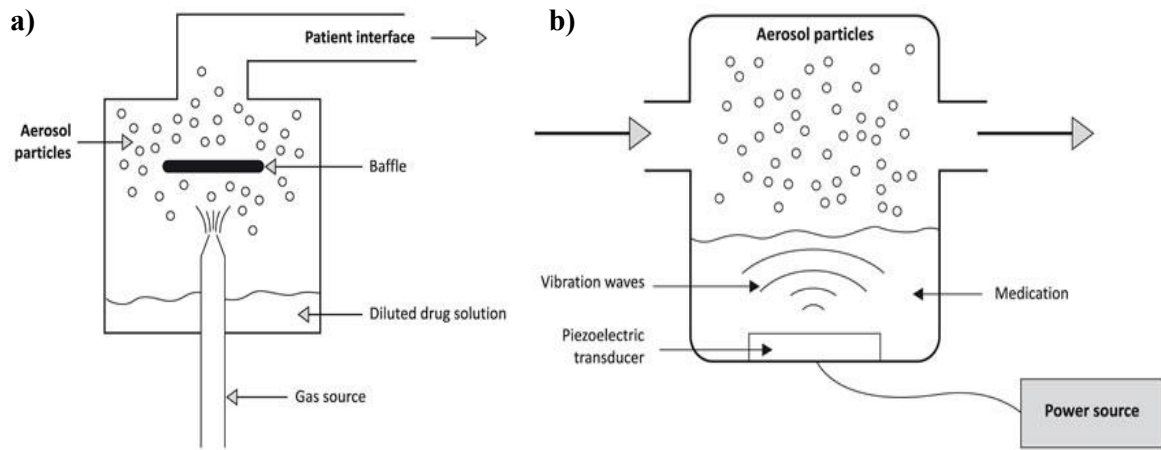 a)
Patient interface
Aerosol
particles
Baffle
Diluted drug solution
Gas source
b)
Aerosol particles
Vibration waves
Medication
Piezoelectric
transducer
Power source